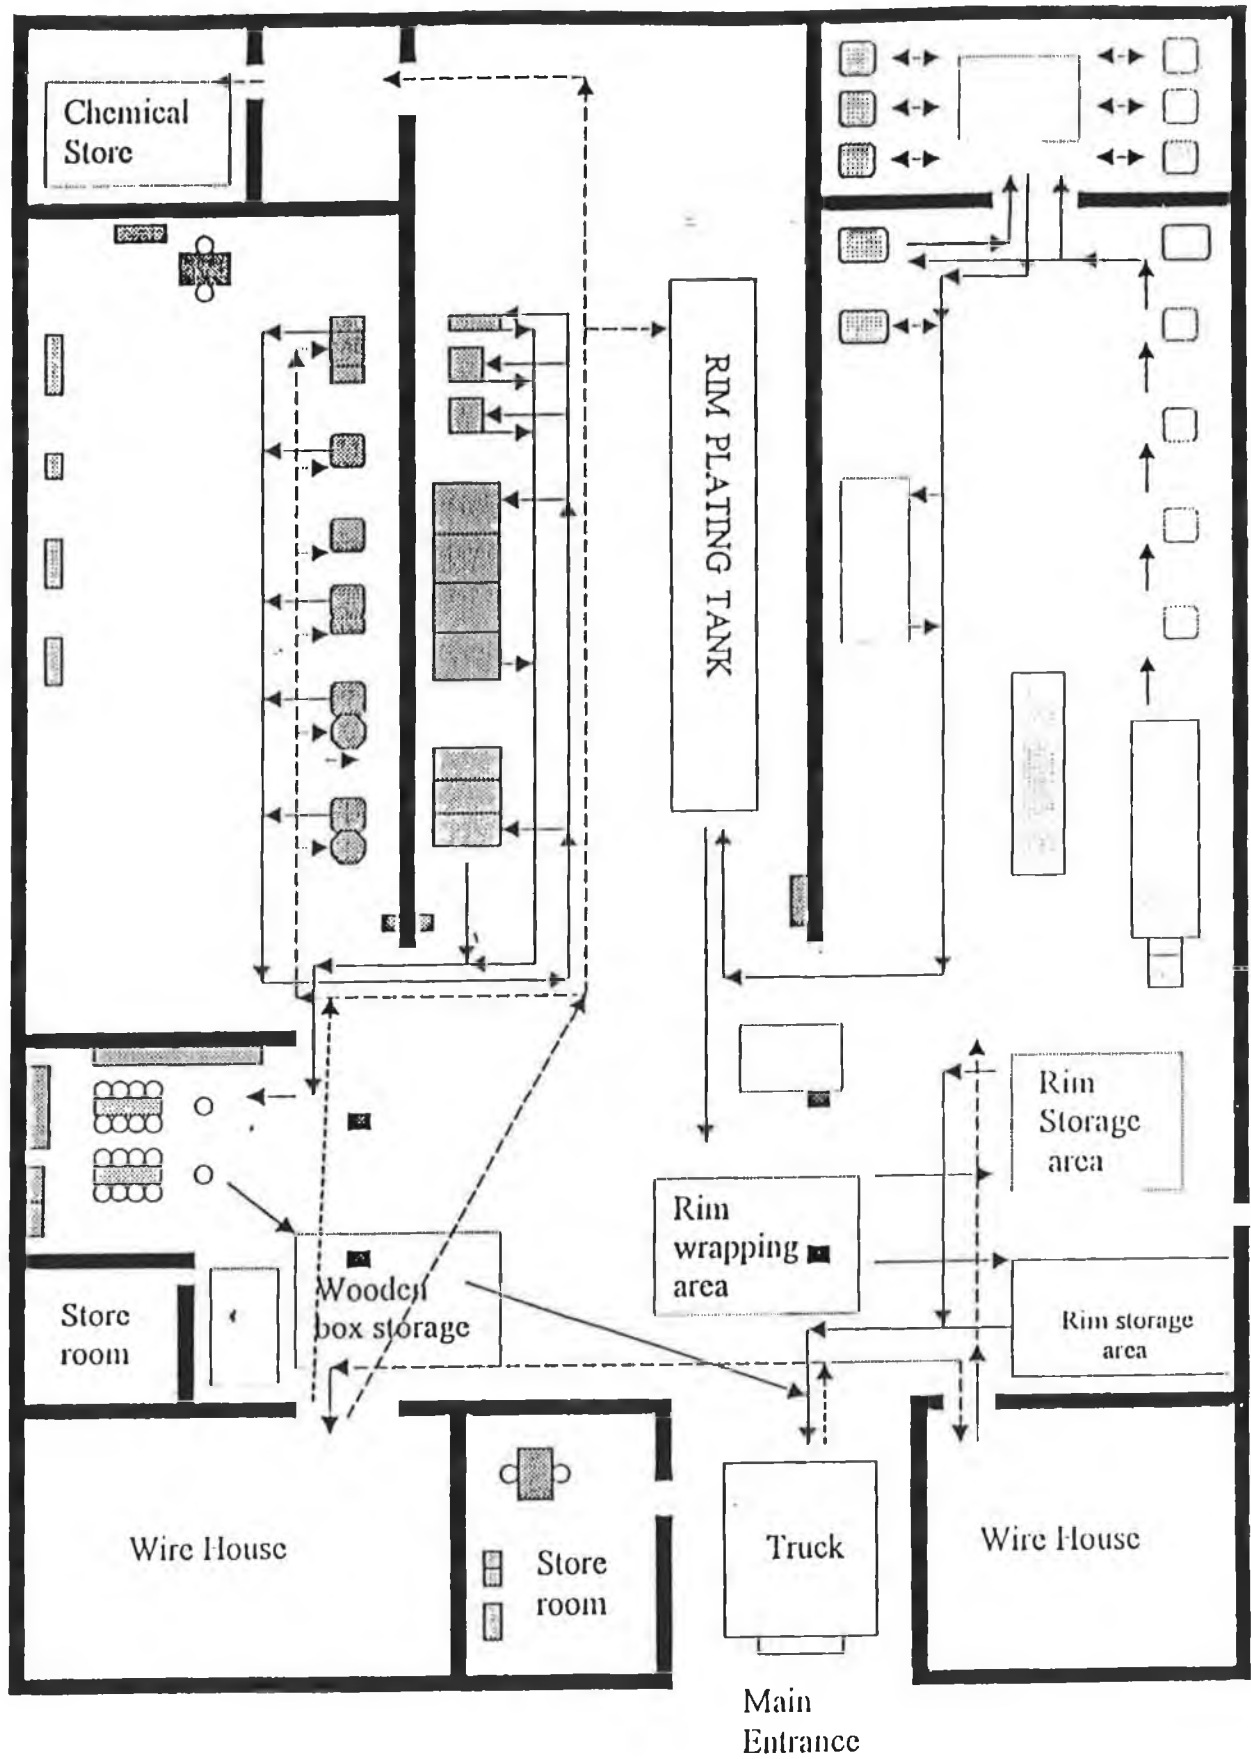 Chemical
Store
RIM PLATING TANK
Rim
Storage
area
Rim
wrapping
area
Wooden
box storage
Store
room
Rim storage
area
Wire House
Store
room
Truck
Wire House
Main
Entrance